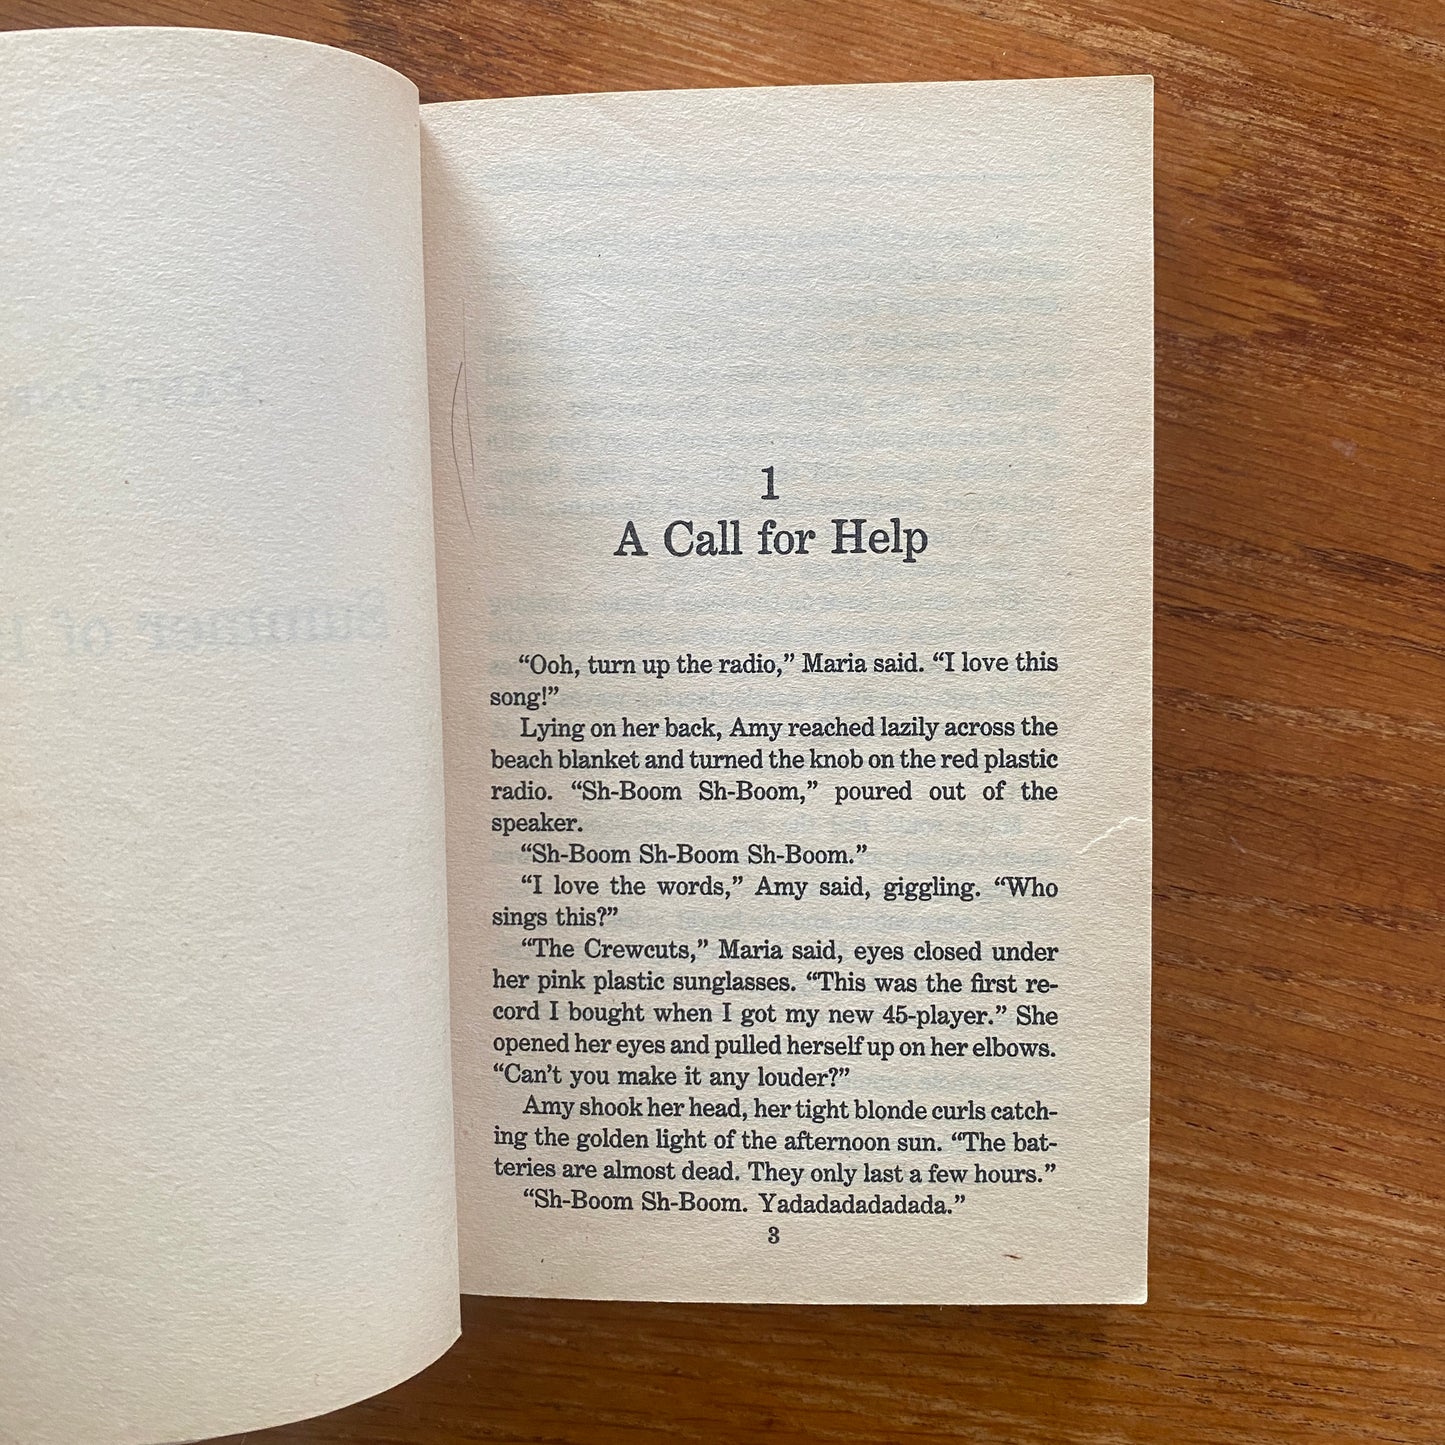 1
A Call for Help
“Ooh, turn up the radio,” Maria said. “I love this
song!”
Lying on her back, Amy reached lazily across the
beach blanket and turned the knob on the red plastic
radio. “Sh-Boom Sh-Boom,” poured out of the
speaker.
“Sh-Boom Sh-Boom Sh-Boom.”
“I love the words,” Amy said, giggling. “Who
sings this?”
“The Crewcuts,” Maria said, eyes closed under
her pink plastic sunglasses. “This was the first re-
cord I bought when I got my new 45-player.” She
opened her eyes and pulled herself up on her elbows.
“Can’t you make it any louder?”
Amy shook her head, her tight blonde curls catch-
ing the golden light of the afternoon sun. “The bat-
teries are almost dead. They only last a few hours.”
“Sh-Boom Sh-Boom. Yadadadadadada.”
3